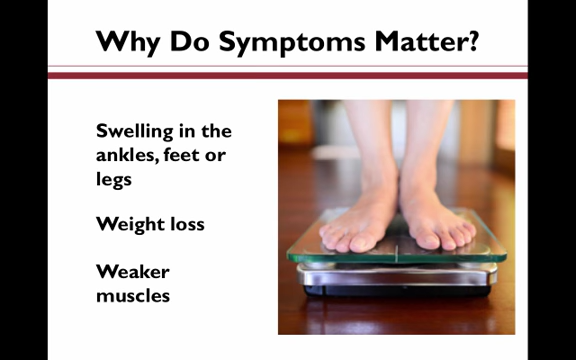 Why Do Symptoms Matter?
Swelling in the
ankles, feet or
legs
Weight loss
Weaker
muscles